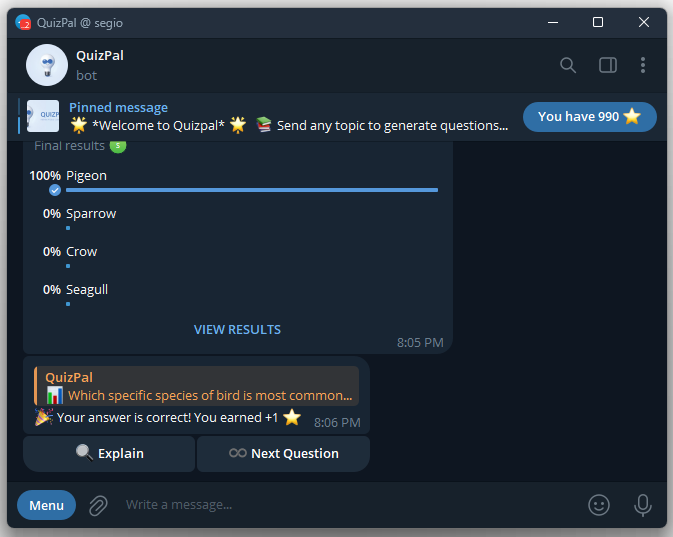 QuizPal @ segio
QuizPal
bot
Pinned message
🌟 *Welcome to Quizpal* 🌟 📚 Send any topic to generate questions...
You have 990 ⭐
Final results 5
100% Pigeon
0% Sparrow
0% Crow
0% Seagull
VIEW RESULTS
8:05 PM
QuizPal
📊 Which specific species of bird is most common...
🎉 Your answer is correct! You earned +1 ⭐
8:06 PM
🔍 Explain
♾ Next Question
Menu
Write a message...